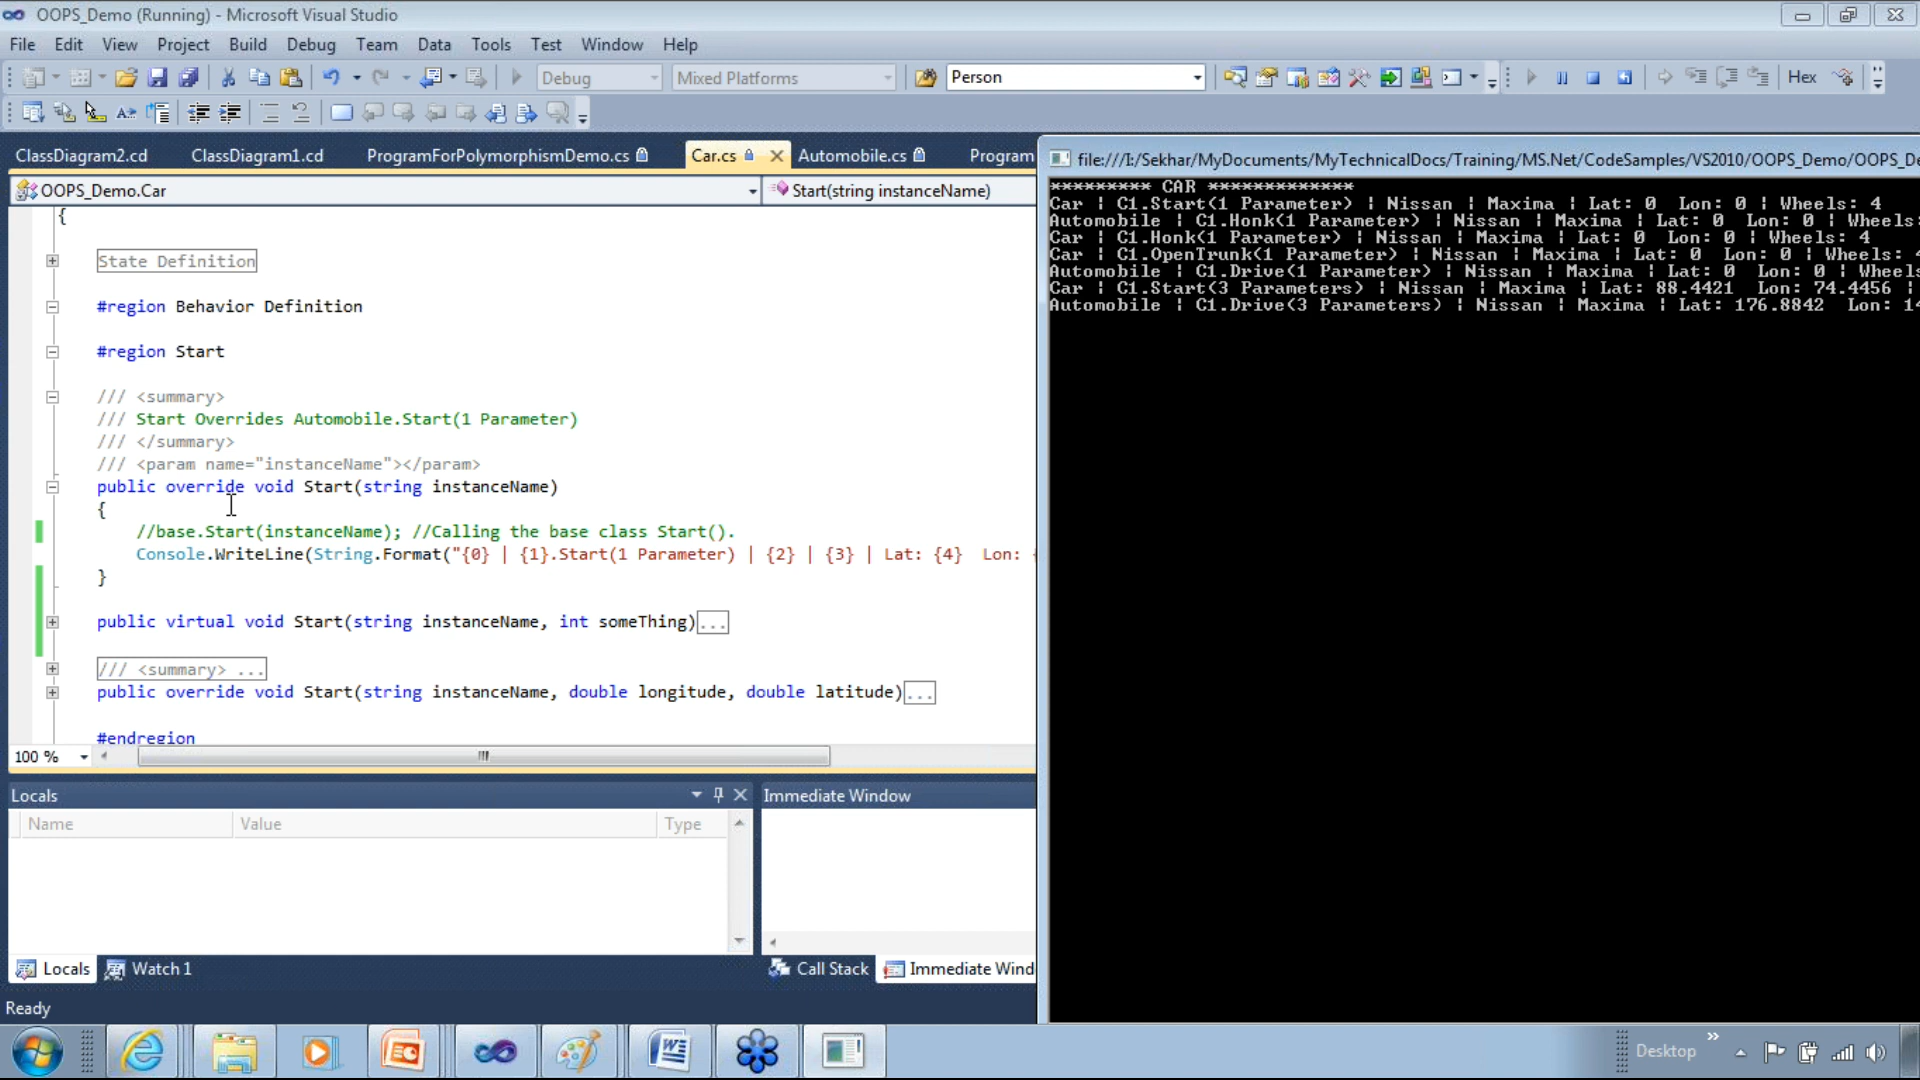 OOPS_Demo (Running) - Microsoft Visual Studio
File Edit View Project Build Debug Team Data Tools Test Window Help
Debug Mixed Platforms Person Hex
ClassDiagram2.cd ClassDiagram1.cd ProgramForPolymorphismDemo.cs Car.cs Automobile.cs Program
OOPS_Demo.Car Start(string instanceName)
{
State Definition
#region Behavior Definition
#region Start
/// <summary>
/// Start Overrides Automobile.Start(1 Parameter)
/// </summary>
/// <param name="instanceName"></param>
public override void Start(string instanceName)
{
//base.Start(instanceName); //Calling the base class Start().
Console.WriteLine(String.Format("{0} | {1}.Start(1 Parameter) | {2} | {3} | Lat: {4}  Lon: {
}
public virtual void Start(string instanceName, int someThing)...
/// <summary> ...
public override void Start(string instanceName, double longitude, double latitude)...
#endregion
100 %
file:///I:/Sekhar/MyDocuments/MyTechnicalDocs/Training/MS.Net/CodeSamples/VS2010/OOPS_Demo/OOPS_De
********* CAR *************
Car | C1.Start(1 Parameter) | Nissan | Maxima | Lat: 0  Lon: 0 | Wheels: 4
Automobile | C1.Honk(1 Parameter) | Nissan | Maxima | Lat: 0  Lon: 0 | Wheels:
Car | C1.Honk(1 Parameter) | Nissan | Maxima | Lat: 0  Lon: 0 | Wheels: 4
Car | C1.OpenTrunk(1 Parameter) | Nissan | Maxima | Lat: 0  Lon: 0 | Wheels: 4
Automobile | C1.Drive(1 Parameter) | Nissan | Maxima | Lat: 0  Lon: 0 | Wheels
Car | C1.Start(3 Parameters) | Nissan | Maxima | Lat: 88.4421  Lon: 74.4456 |
Automobile | C1.Drive(3 Parameters) | Nissan | Maxima | Lat: 176.8842  Lon: 14
Locals
Name Value Type
Immediate Window
Locals Watch 1
Call Stack Immediate Wind
Ready
Desktop